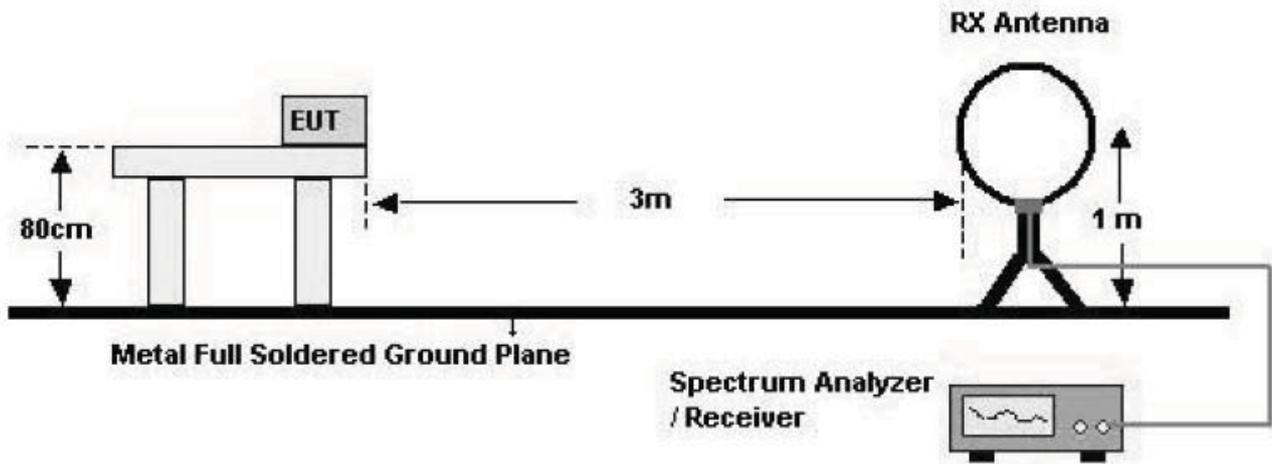 RX Antenna
EUT
3m
80cm
1 m
Metal Full Soldered Ground Plane
Spectrum Analyzer
/ Receiver